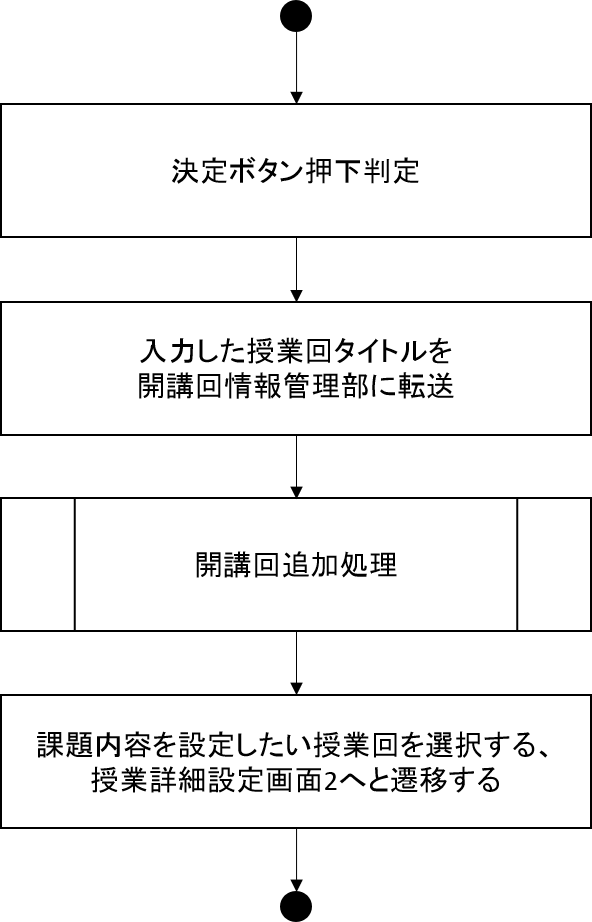 決定ボタン押下判定
入力した授業回タイトルを
開講回情報管理部に転送
開講回追加処理
課題内容を設定したい授業回を選択する、
授業詳細設定画面2へと遷移する